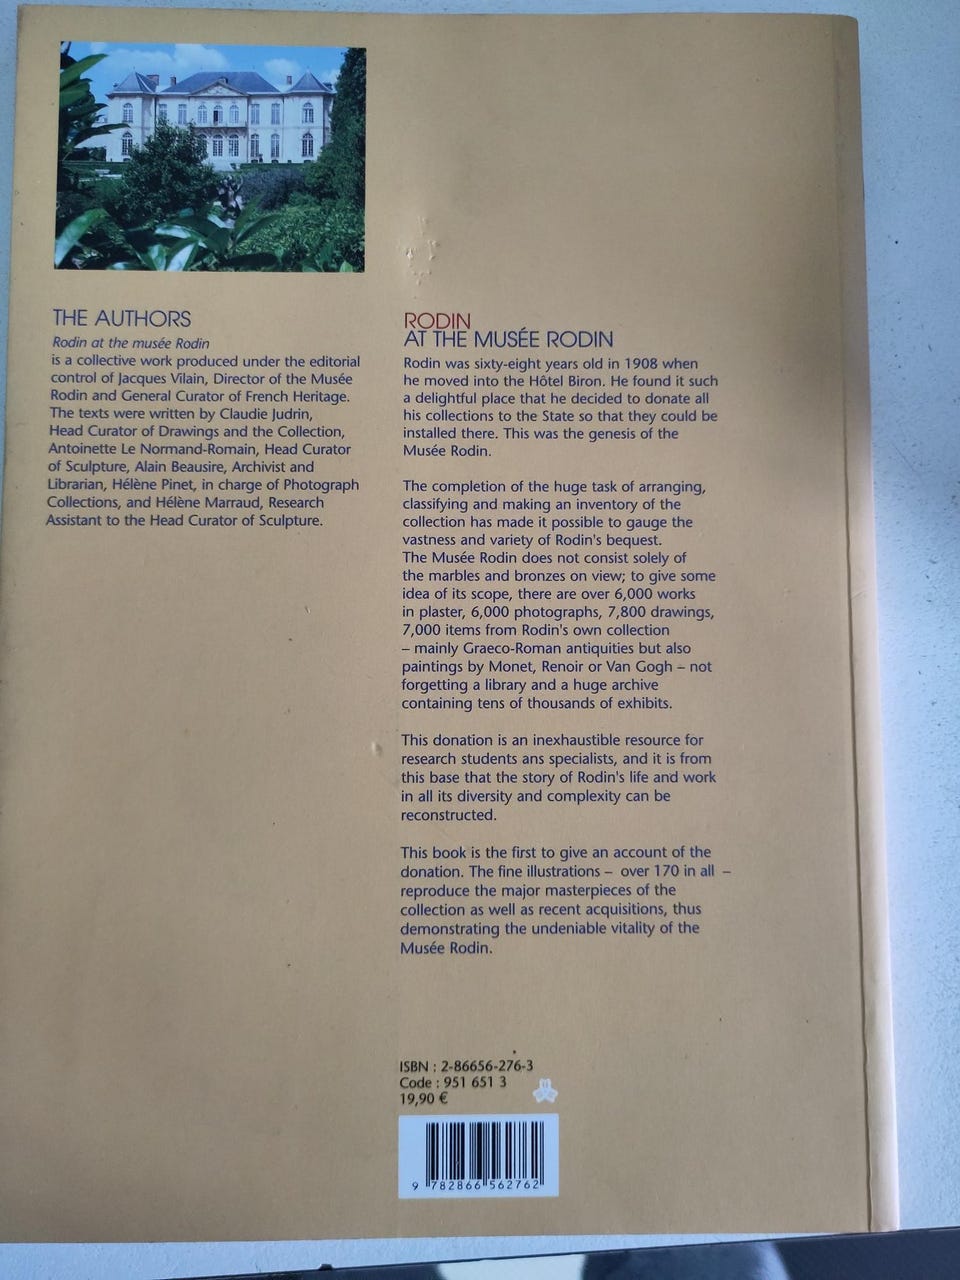 THE AUTHORS
Rodin at the musée Rodin
is a collective work produced under the editorial
control of Jacques Vilain, Director of the Musée
Rodin and General Curator of French Heritage.
The texts were written by Claudie Judrin,
Head Curator of Drawings and the Collection,
Antoinette Le Normand-Romain, Head Curator
of Sculpture, Alain Beausire, Archivist and
Librarian, Hélène Pinet, in charge of Photograph
Collections, and Hélène Marraud, Research
Assistant to the Head Curator of Sculpture.
RODIN
AT THE MUSÉE RODIN
Rodin was sixty-eight years old in 1908 when
he moved into the Hôtel Biron. He found it such
a delightful place that he decided to donate all
his collections to the State so that they could be
installed there. This was the genesis of the
Musée Rodin.
The completion of the huge task of arranging,
classifying and making an inventory of the
collection has made it possible to gauge the
vastness and variety of Rodin's bequest.
The Musée Rodin does not consist solely of
the marbles and bronzes on view; to give some
idea of its scope, there are over 6,000 works
in plaster, 6,000 photographs, 7,800 drawings,
7,000 items from Rodin's own collection
– mainly Graeco-Roman antiquities but also
paintings by Monet, Renoir or Van Gogh – not
forgetting a library and a huge archive
containing tens of thousands of exhibits.
This donation is an inexhaustible resource for
research students ans specialists, and it is from
this base that the story of Rodin's life and work
in all its diversity and complexity can be
reconstructed.
This book is the first to give an account of the
donation. The fine illustrations – over 170 in all –
reproduce the major masterpieces of the
collection as well as recent acquisitions, thus
demonstrating the undeniable vitality of the
Musée Rodin.
ISBN : 2-86656-276-3
Code : 951 651 3
19,90 €
9 782866 562762